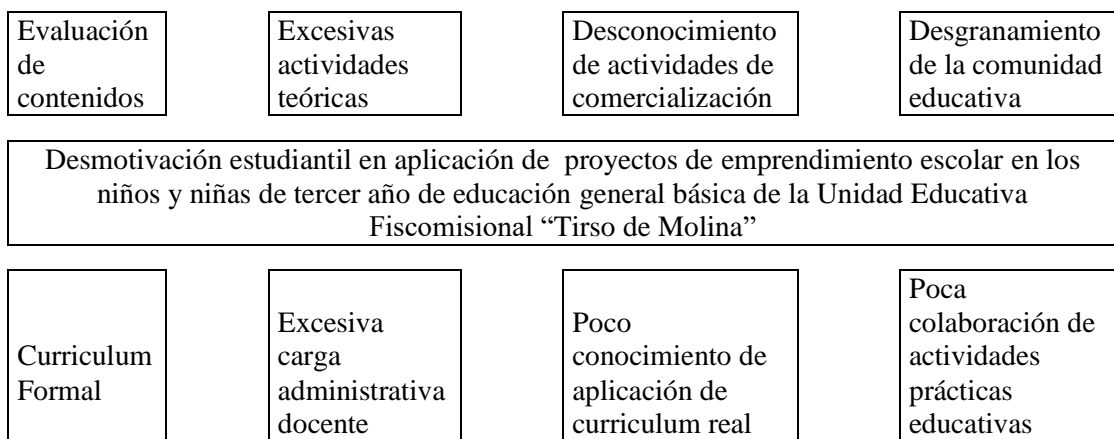 Evaluación
de
contenidos
Excesivas
actividades
teóricas
Desconocimiento
de actividades de
comercialización
Desgranamiento
de la comunidad
educativa
Desmotivación estudiantil en aplicación de proyectos de emprendimiento escolar en los
niños y niñas de tercer año de educación general básica de la Unidad Educativa
Fiscomisional “Tirso de Molina”
Curriculum
Formal
Excesiva
carga
administrativa
docente
Poco
conocimiento de
aplicación de
curriculum real
Poca
colaboración de
actividades
prácticas
educativas